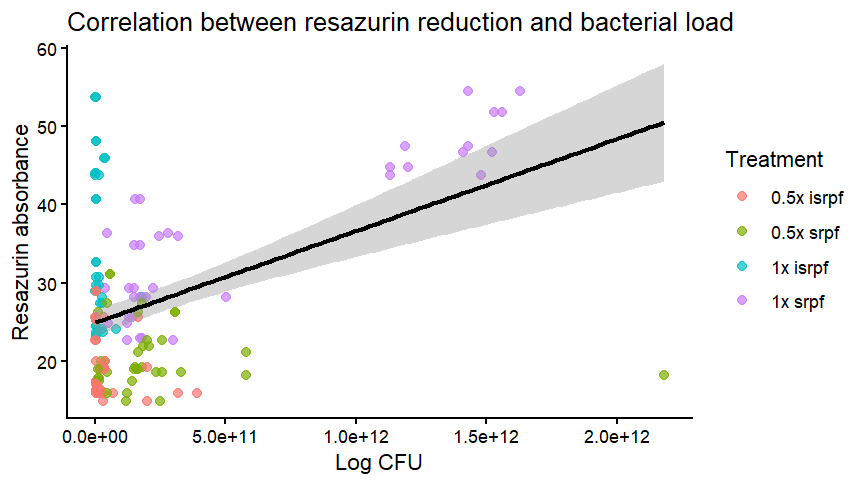 Correlation between resazurin reduction and bacterial load
60
50
40
30
20
Resazurin absorbance
0.0e+00 5.0e+11 1.0e+12 1.5e+12 2.0e+12
Log CFU
Treatment
0.5x isrpf
0.5x srpf
1x isrpf
1x srpf